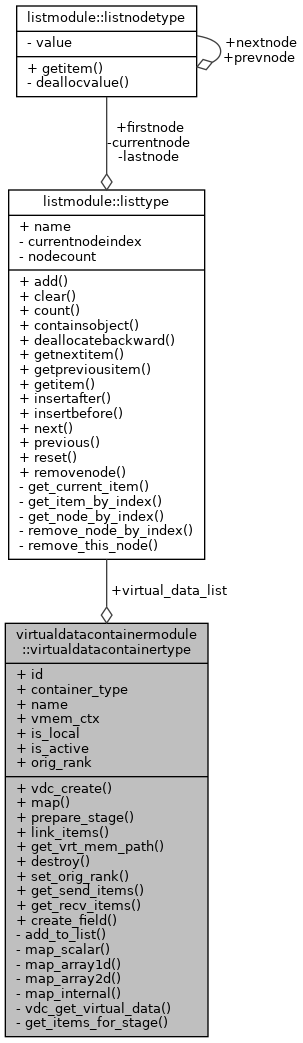 listmodule::listnodetype
- value
+ getitem()
- deallocvalue()
+nextnode
+prevnode
+firstnode
-currentnode
-lastnode
listmodule::listtype
+ name
- currentnodeindex
- nodecount
+ add()
+ clear()
+ count()
+ containsobject()
+ deallocatebackward()
+ getnextitem()
+ getpreviousitem()
+ getitem()
+ insertafter()
+ insertbefore()
+ next()
+ previous()
+ reset()
+ removenode()
- get_current_item()
- get_item_by_index()
- get_node_by_index()
- remove_node_by_index()
- remove_this_node()
+virtual_data_list
virtualdatacontainermodule
::virtualdatacontainertype
+ id
+ container_type
+ name
+ vmem_ctx
+ is_local
+ is_active
+ orig_rank
+ vdc_create()
+ map()
+ prepare_stage()
+ link_items()
+ get_vrt_mem_path()
+ destroy()
+ set_orig_rank()
+ get_send_items()
+ get_recv_items()
+ create_field()
- add_to_list()
- map_scalar()
- map_array1d()
- map_array2d()
- map_internal()
- vdc_get_virtual_data()
- get_items_for_stage()